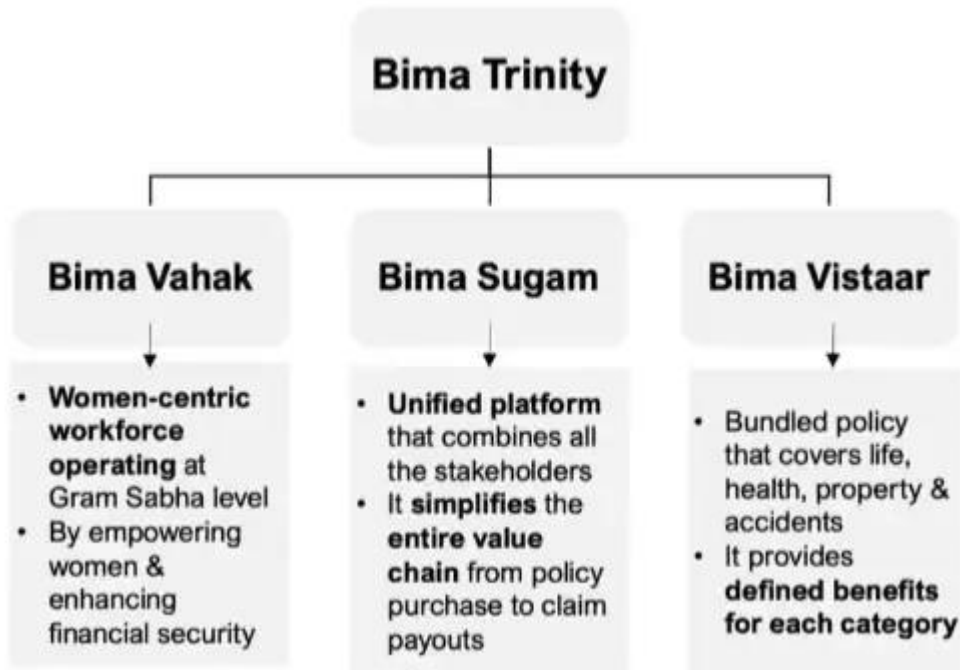 Bima Trinity
Bima Vahak
Bima Sugam
Bima Vistaar
• Women-centric
workforce
operating at
Gram Sabha level
• By empowering
women &
enhancing
financial security
• Unified platform
that combines all
the stakeholders
• It simplifies the
entire value
chain from policy
purchase to claim
payouts
• Bundled policy
that covers life,
health, property &
accidents
• It provides
defined benefits
for each category